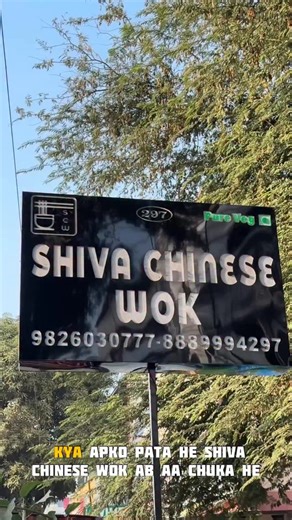 SCW
297
Pure Veg
SHIVA CHINESE
WOK
9826030777-8889994297
KYA APKO PATA HE SHIVA
CHINESE WOK AB AA CHUKA HE